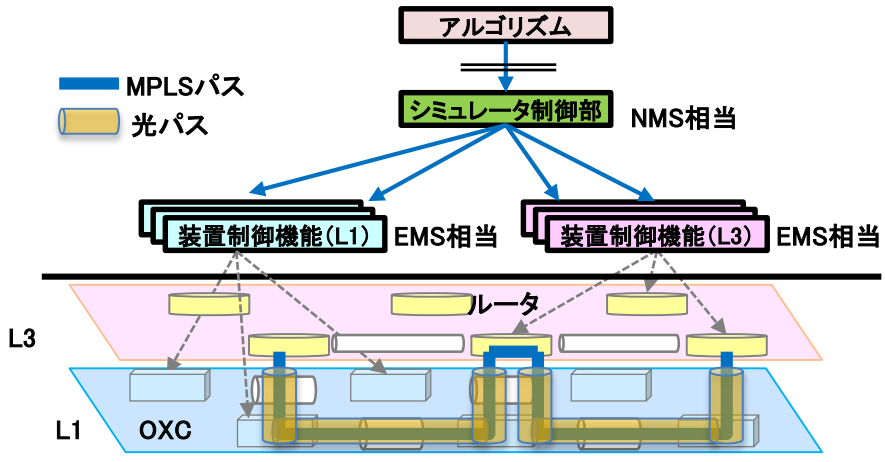 アルゴリズム
MPLSパス
光パス
シミュレータ制御部
NMS相当
装置制御機能(L1)
EMS相当
装置制御機能(L3)
EMS相当
ルータ
L3
L1
OXC